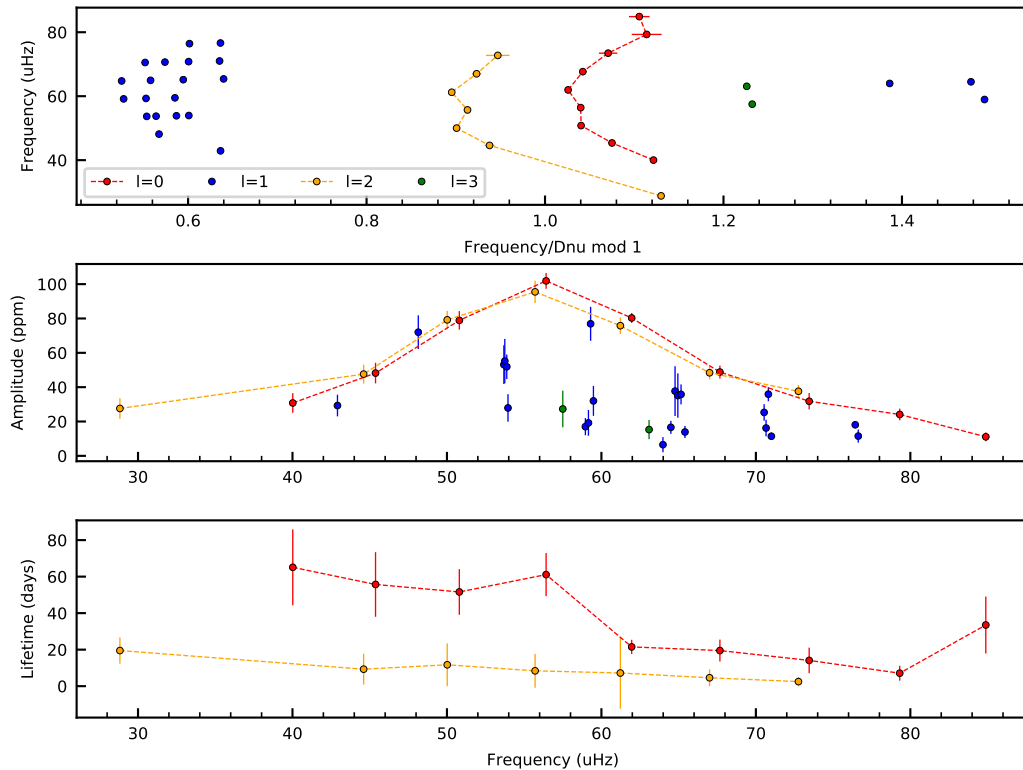 80
60
40
Frequency (uHz)
l=0 l=1 l=2 l=3
0.6 0.8 1.0 1.2 1.4
Frequency/Dnu mod 1
100
80
60
40
20
0
Amplitude (ppm)
30 40 50 60 70 80
80
60
40
20
0
Lifetime (days)
30 40 50 60 70 80
Frequency (uHz)